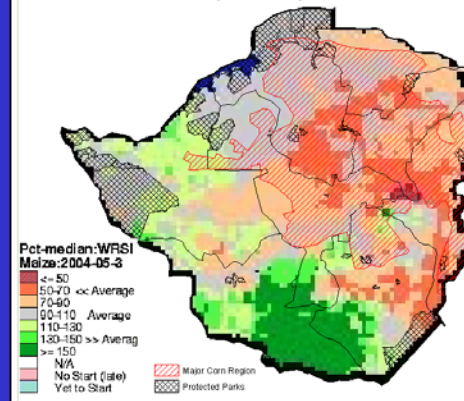 Pct-median:WRSI
Maize:2004-05-3
<= 50
50-70 << Average
70-90
90-110 Average
110-130
130-150 >> Averag
>= 150
N/A
No Start (late)
Yet to Start
Major Corn Region
Protected Parks